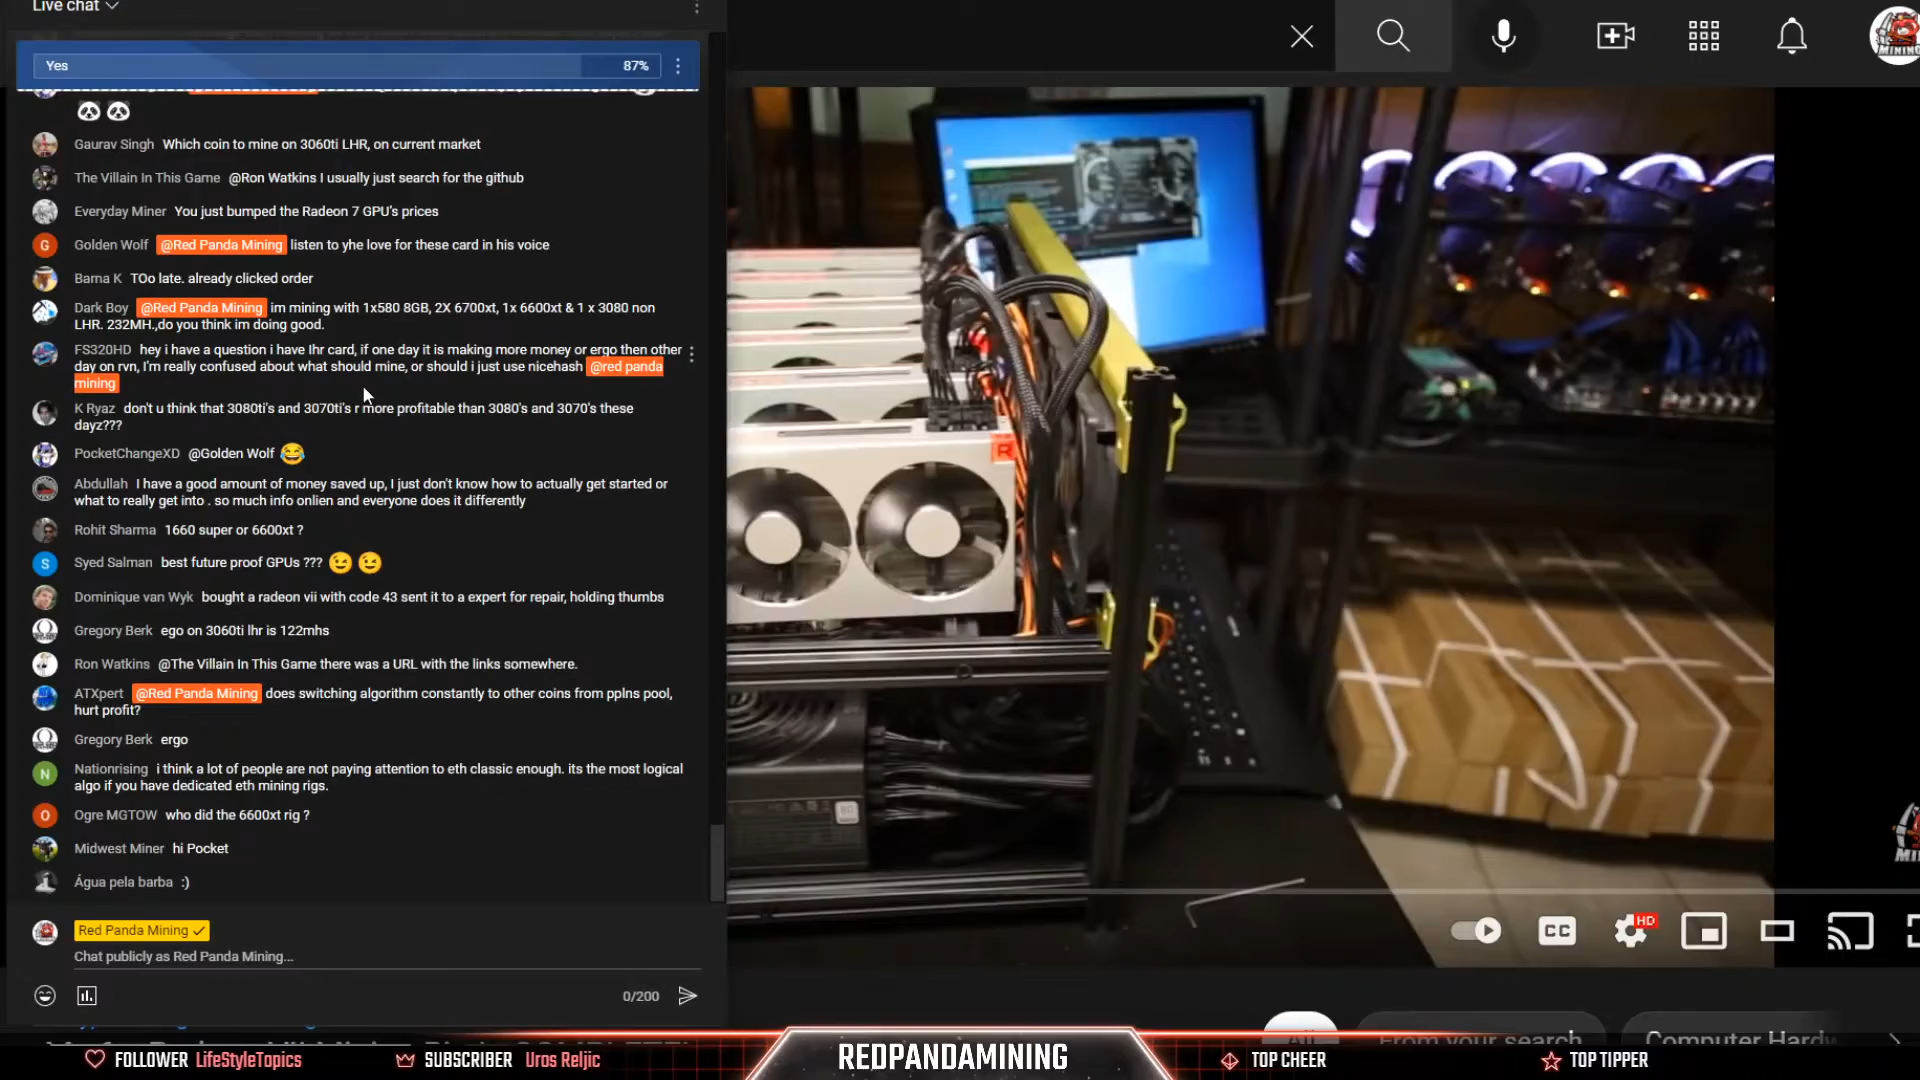 Live chat
Yes 87%
Gaurav Singh Which coin to mine on 3060ti LHR, on current market
The Villain In This Game @Ron Watkins I usually just search for the github
Everyday Miner You just bumped the Radeon 7 GPU's prices
G Golden Wolf @Red Panda Mining listen to yhe love for these card in his voice
Barna K TOo late. already clicked order
Dark Boy @Red Panda Mining im mining with 1x580 8GB, 2X 6700xt, 1x 6600xt & 1 x 3080 non
LHR. 232MH.,do you think im doing good.
FS320HD hey i have a question i have lhr card, if one day it is making more money or ergo then other
day on rvn, I'm really confused about what should mine, or should i just use nicehash @red panda
mining
K Ryaz don't u think that 3080ti's and 3070ti's r more profitable than 3080's and 3070's these
dayz???
PocketChangeXD @Golden Wolf 😂
Abdullah I have a good amount of money saved up, I just don't know how to actually get started or
what to really get into . so much info onlien and everyone does it differently
Rohit Sharma 1660 super or 6600xt ?
S Syed Salman best future proof GPUs ??? 😉 😉
Dominique van Wyk bought a radeon vii with code 43 sent it to a expert for repair, holding thumbs
Gregory Berk ego on 3060ti lhr is 122mhs
Ron Watkins @The Villain In This Game there was a URL with the links somewhere.
ATXpert @Red Panda Mining does switching algorithm constantly to other coins from pplns pool,
hurt profit?
Gregory Berk ergo
N Nationrising i think a lot of people are not paying attention to eth classic enough. its the most logical
algo if you have dedicated eth mining rigs.
O Ogre MGTOW who did the 6600xt rig ?
Midwest Miner hi Pocket
Água pela barba :)
Red Panda Mining ✓
Chat publicly as Red Panda Mining...
0/200
MINING
R
80
CC
HD
All From your search Computer Hardw
FOLLOWER LifeStyleTopics SUBSCRIBER Uros Reljic REDPANDAMINING TOP CHEER TOP TIPPER